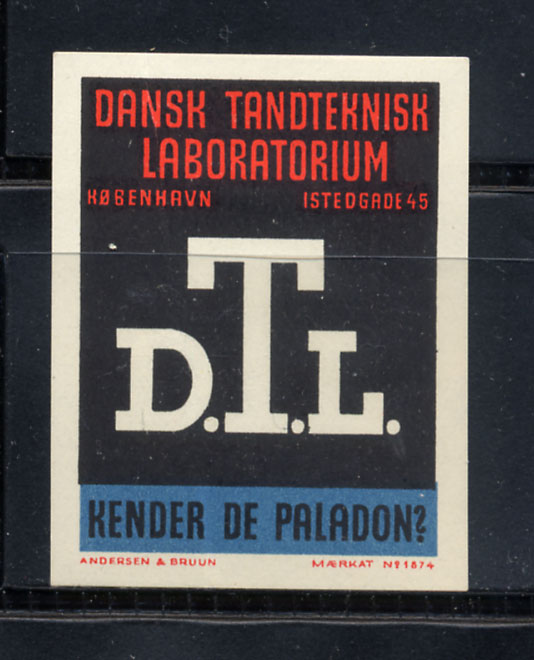 DANSK TANDTEKNISK
LABORATORIUM
KØBENHAVN ISTEDGADE 45
D.T.L.
KENDER DE PALADON?
ANDERSEN & BRUUN MÆRKAT Nº 1874